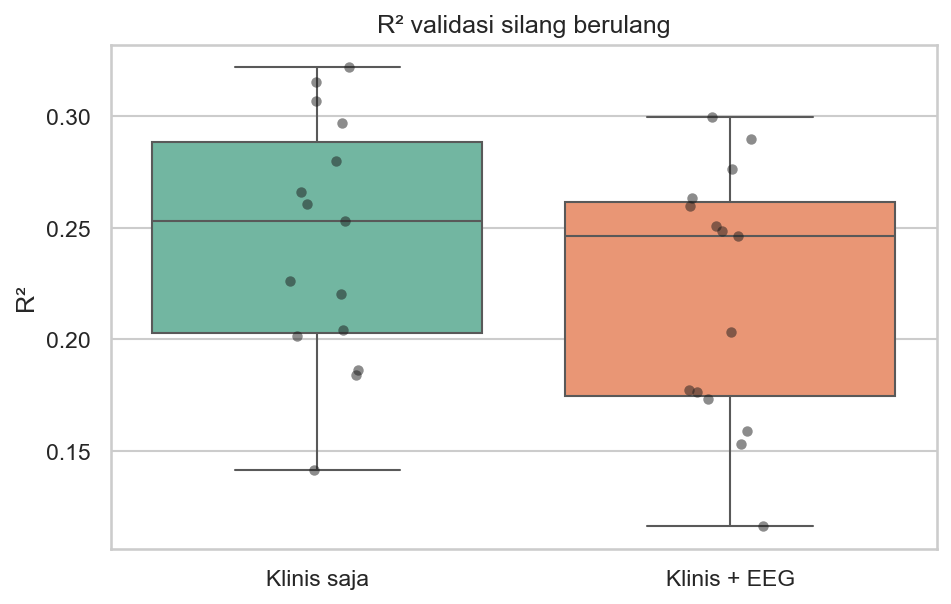 R² validasi silang berulang
R²
0.30
0.25
0.20
0.15
Klinis saja
Klinis + EEG